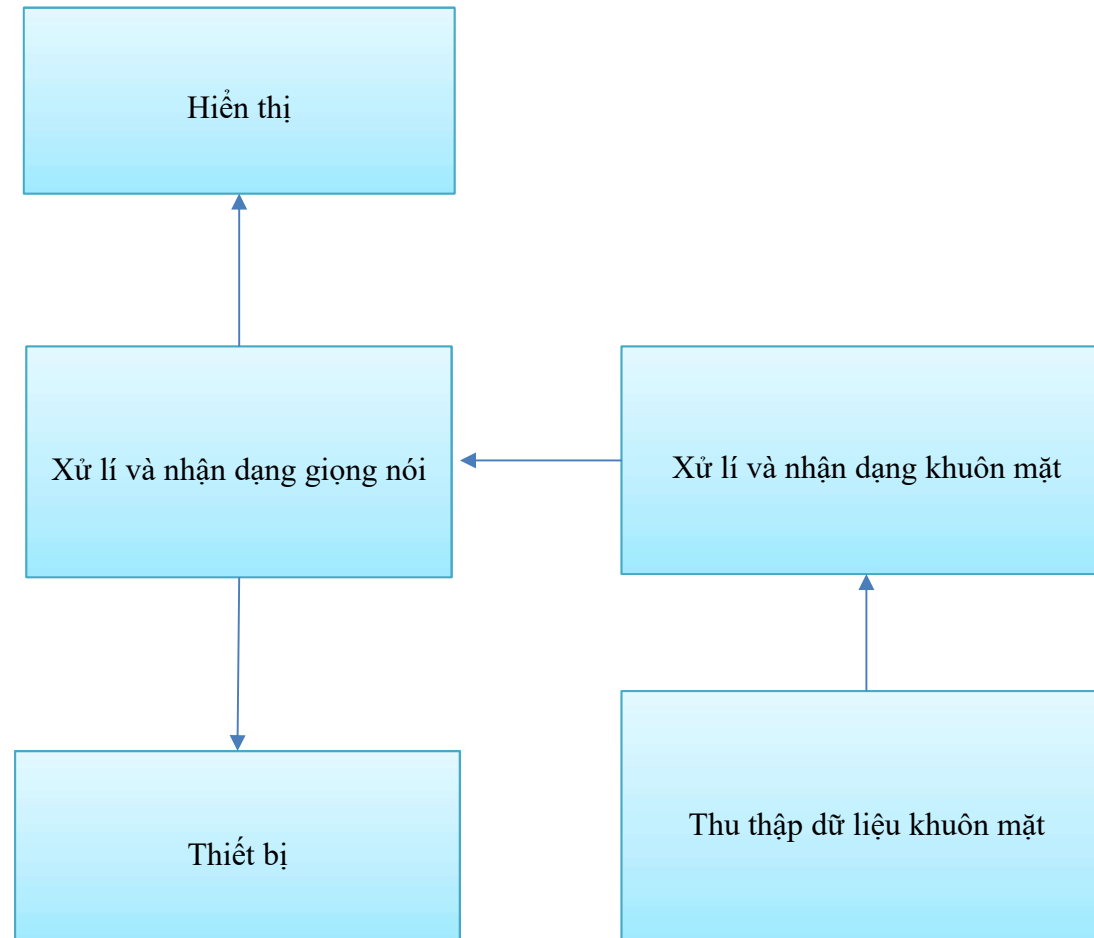 Hiển thị
Xử lí và nhận dạng giọng nói
Xử lí và nhận dạng khuôn mặt
Thu thập dữ liệu khuôn mặt
Thiết bị